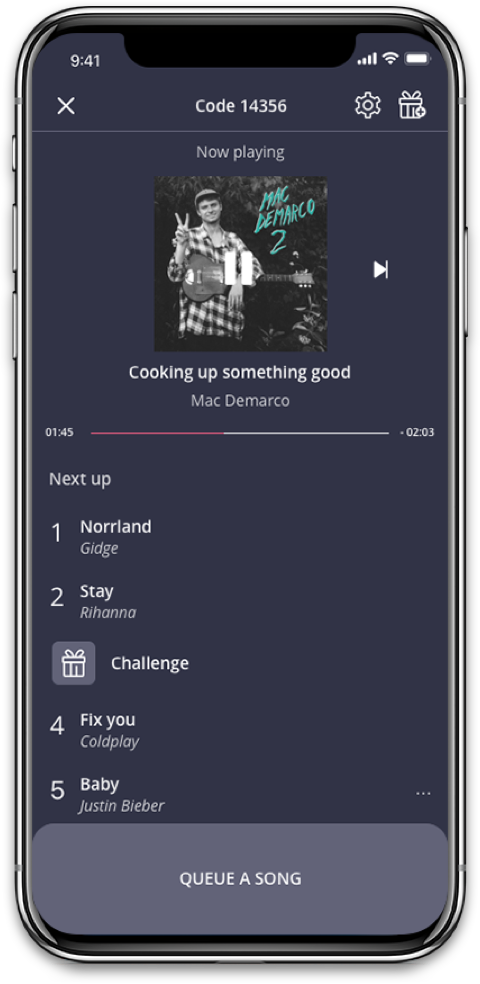 9:41
Code 14356
Now playing
MAC
DEMARCO
2
Cooking up something good
Mac Demarco
01:45
- 02:03
Next up
1 Norrland
Gidge
2 Stay
Rihanna
Challenge
4 Fix you
Coldplay
5 Baby
...
Justin Bieber
QUEUE A SONG